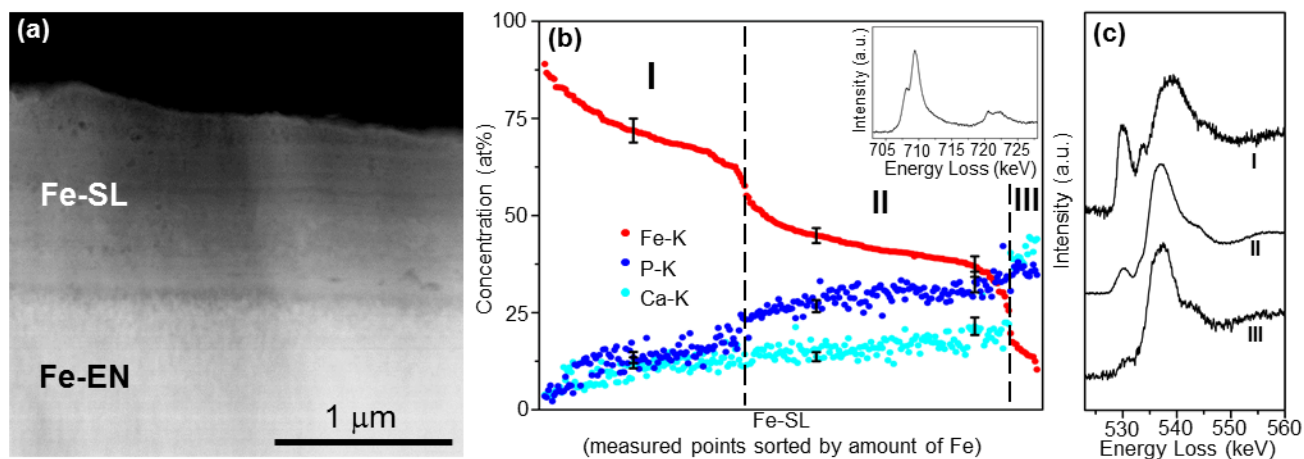 (a)
Fe-SL
Fe-EN
1 μm
(b)
Concentration (at%)
100
75
50
25
0
I
II
III
Fe-K
P-K
Ca-K
Intensity (a.u.)
705 710 715 722 725 728
Energy Loss (keV)
Fe-SL
(measured points sorted by amount of Fe)
(c)
Intensity (a.u.)
I
II
III
530 540 550 560
Energy Loss (keV)